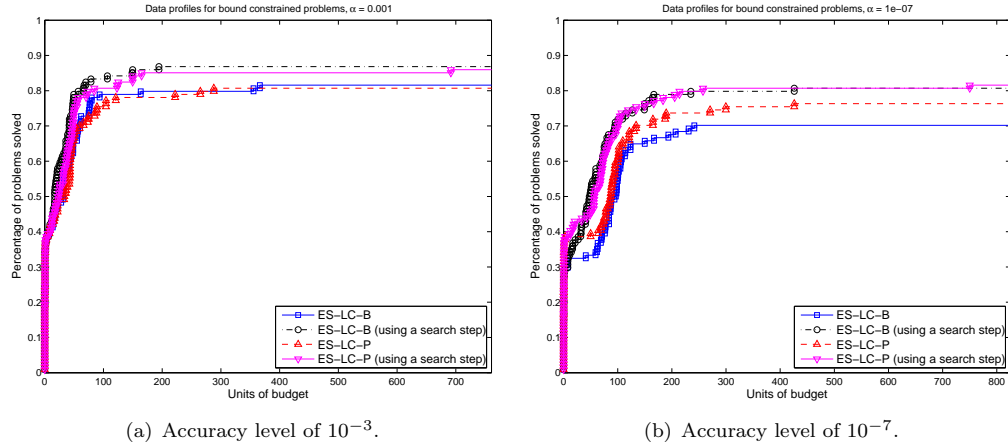 Data profiles for bound constrained problems, α = 0.001
1
0.9
0.8
0.7
0.6
0.5
0.4
0.3
0.2
0.1
0
Percentage of problems solved
ES−LC−B
ES−LC−B (using a search step)
ES−LC−P
ES−LC−P (using a search step)
0 100 200 300 400 500 600 700
Units of budget
(a) Accuracy level of 10−3.
Data profiles for bound constrained problems, α = 1e−07
1
0.9
0.8
0.7
0.6
0.5
0.4
0.3
0.2
0.1
0
Percentage of problems solved
ES−LC−B
ES−LC−B (using a search step)
ES−LC−P
ES−LC−P (using a search step)
0 100 200 300 400 500 600 700 800
Units of budget
(b) Accuracy level of 10−7.